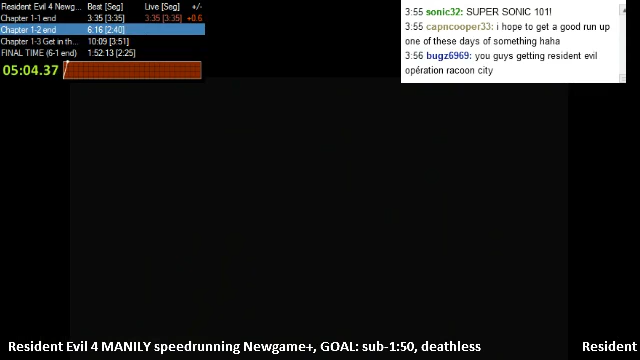 Resident Evil 4 Newg... Beat [Seg] Live [Seg] +/-
Chapter 1-1 end 3:35 [3:35] 3:35 [3:35] +0.6
Chapter 1-2 end 6:16 [2:40]
Chapter 1-3 Get in th... 10:09 [3:51]
FINAL TIME (6-1 end) 1:52:13 [2:25]
05:04.37
3:55 sonic32: SUPER SONIC 101!
3:55 capncooper33: i hope to get a good run up
one of these days of something haha
3:56 bugz6969: you guys getting resident evil
opération racoon city
Resident Evil 4 MANILY speedrunning Newgame+, GOAL: sub-1:50, deathless Resident